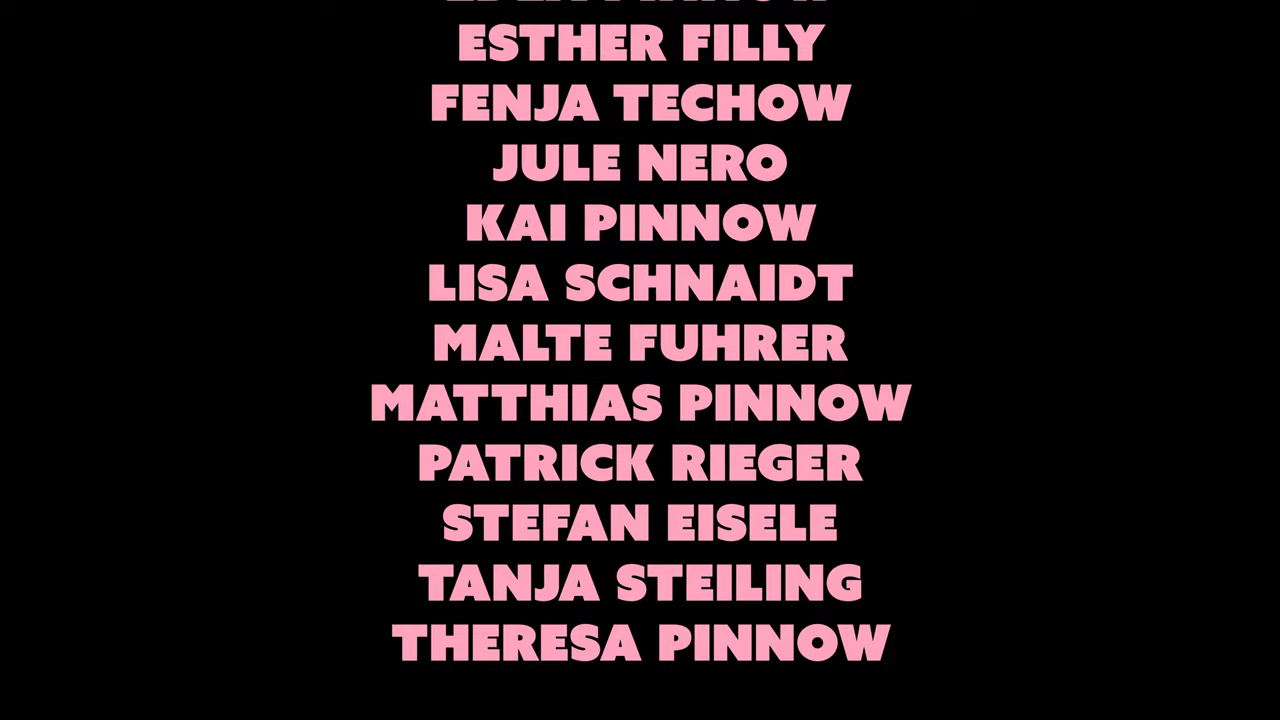 ESTHER FILLY
FENJA TECHOW
JULE NERO
KAI PINNOW
LISA SCHNAIDT
MALTE FUHRER
MATTHIAS PINNOW
PATRICK RIEGER
STEFAN EISELE
TANJA STEILING
THERESA PINNOW